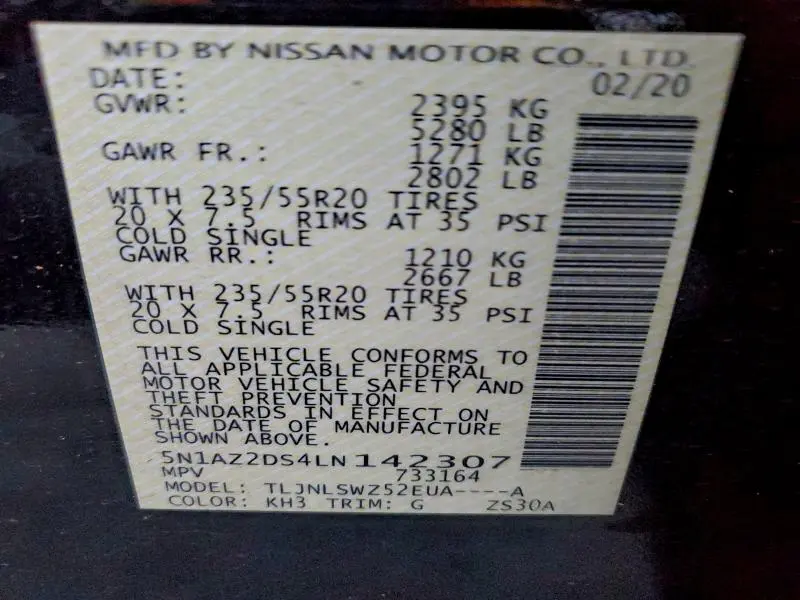 MFD BY NISSAN MOTOR CO., LTD.
DATE: 02/20
GVWR: 2395 KG
5280 LB
GAWR FR.: 1271 KG
2802 LB
WITH 235/55R20 TIRES
20 X 7.5 RIMS AT 35 PSI
COLD SINGLE
GAWR RR.: 1210 KG
2667 LB
WITH 235/55R20 TIRES
20 X 7.5 RIMS AT 35 PSI
COLD SINGLE
THIS VEHICLE CONFORMS TO
ALL APPLICABLE FEDERAL
MOTOR VEHICLE SAFETY AND
THEFT PREVENTION
STANDARDS IN EFFECT ON
THE DATE OF MANUFACTURE
SHOWN ABOVE.
5N1AZ2DS4LN142307
MPV 733164
MODEL: TLJNLSWZ52EUA----A
COLOR: KH3 TRIM: G ZS30A